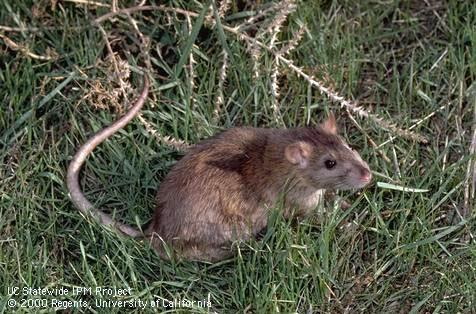 UC Statewide IPM Project
© 2000 Regents, University of California